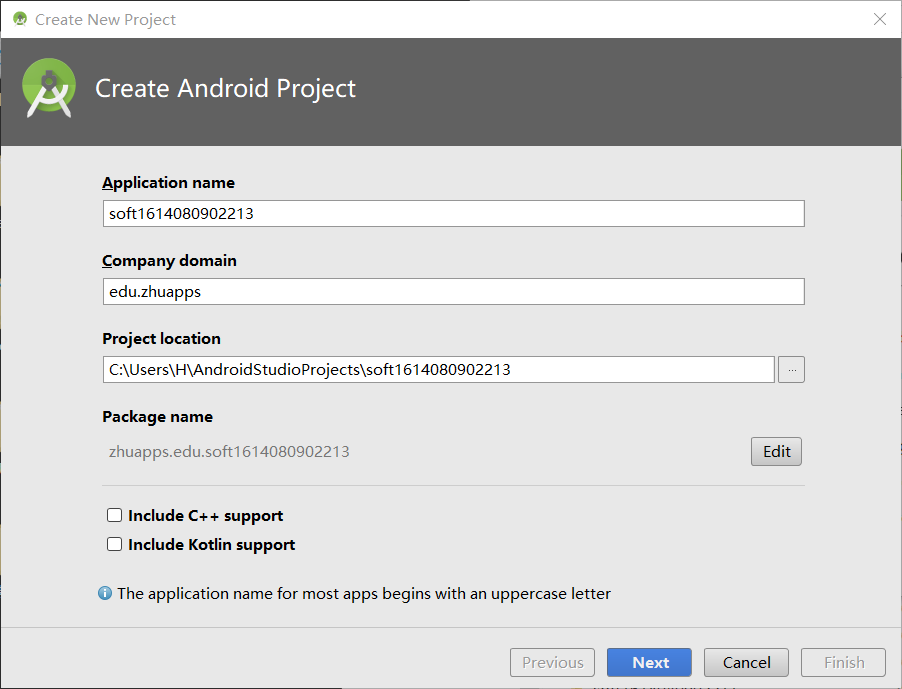 Create New Project
Create Android Project
Application name
soft1614080902213
Company domain
edu.zhuapps
Project location
C:\Users\H\AndroidStudioProjects\soft1614080902213
...
Package name
zhuapps.edu.soft1614080902213
Edit
Include C++ support
Include Kotlin support
The application name for most apps begins with an uppercase letter
Previous Next Cancel Finish